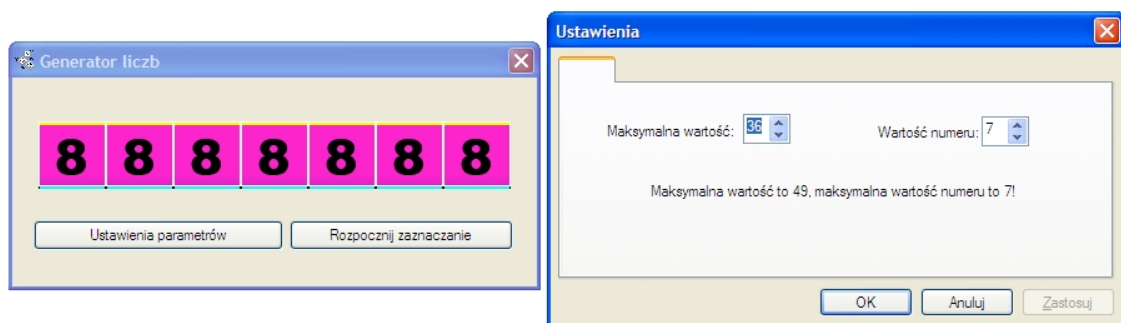 Generator liczb
8 8 8 8 8 8 8
Ustawienia parametrów Rozpocznij zaznaczanie
Ustawienia
Maksymalna wartość: 36 Wartość numeru: 7
Maksymalna wartość to 49, maksymalna wartość numeru to 7!
OK Anuluj Zastosuj